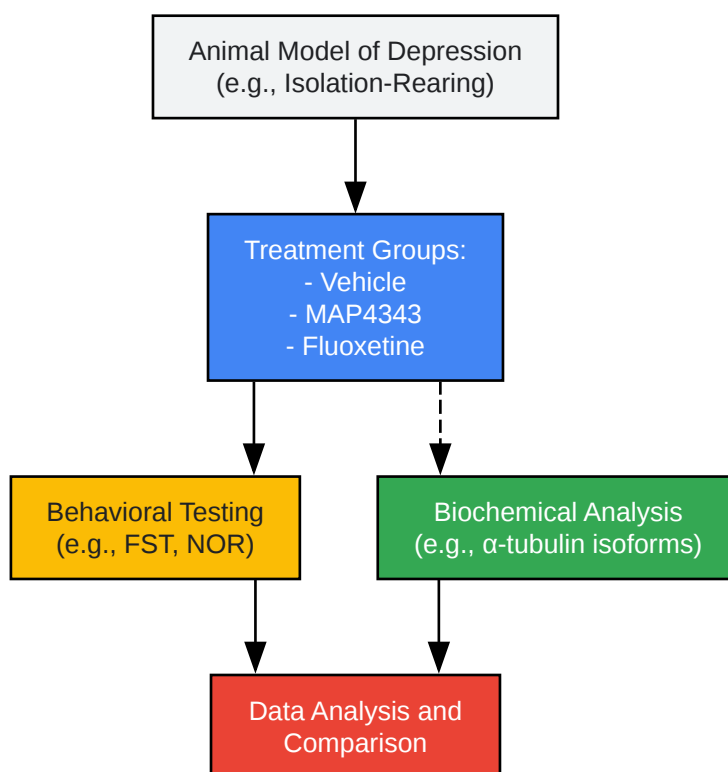 Animal Model of Depression
(e.g., Isolation-Rearing)
Treatment Groups:
- Vehicle
- MAP4343
- Fluoxetine
Behavioral Testing
(e.g., FST, NOR)
Biochemical Analysis
(e.g., α-tubulin isoforms)
Data Analysis and
Comparison